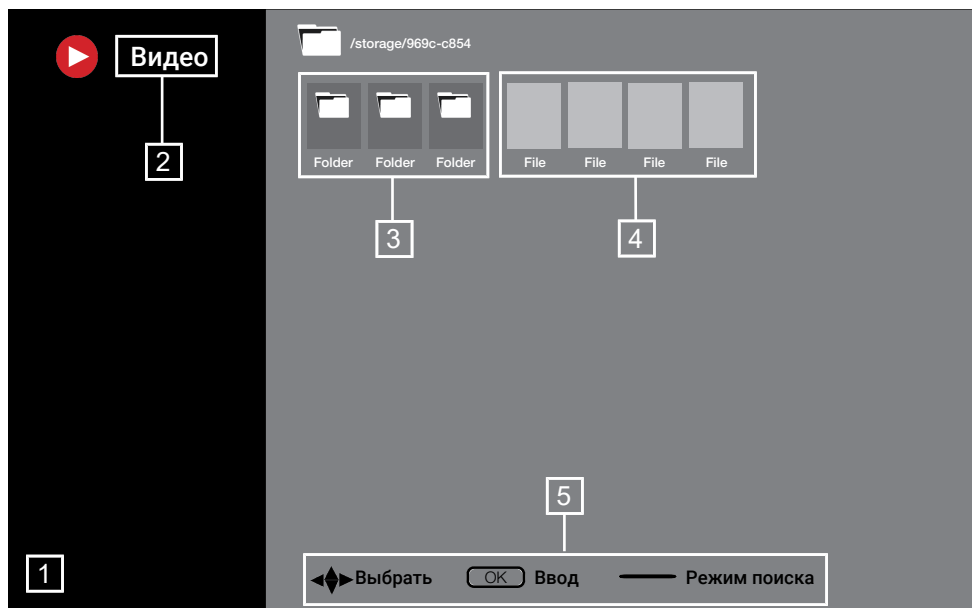 Видео
/storage/969c-c854
Folder Folder Folder File File File File
2
3 4
5
1
Выбрать OK Ввод Режим поиска